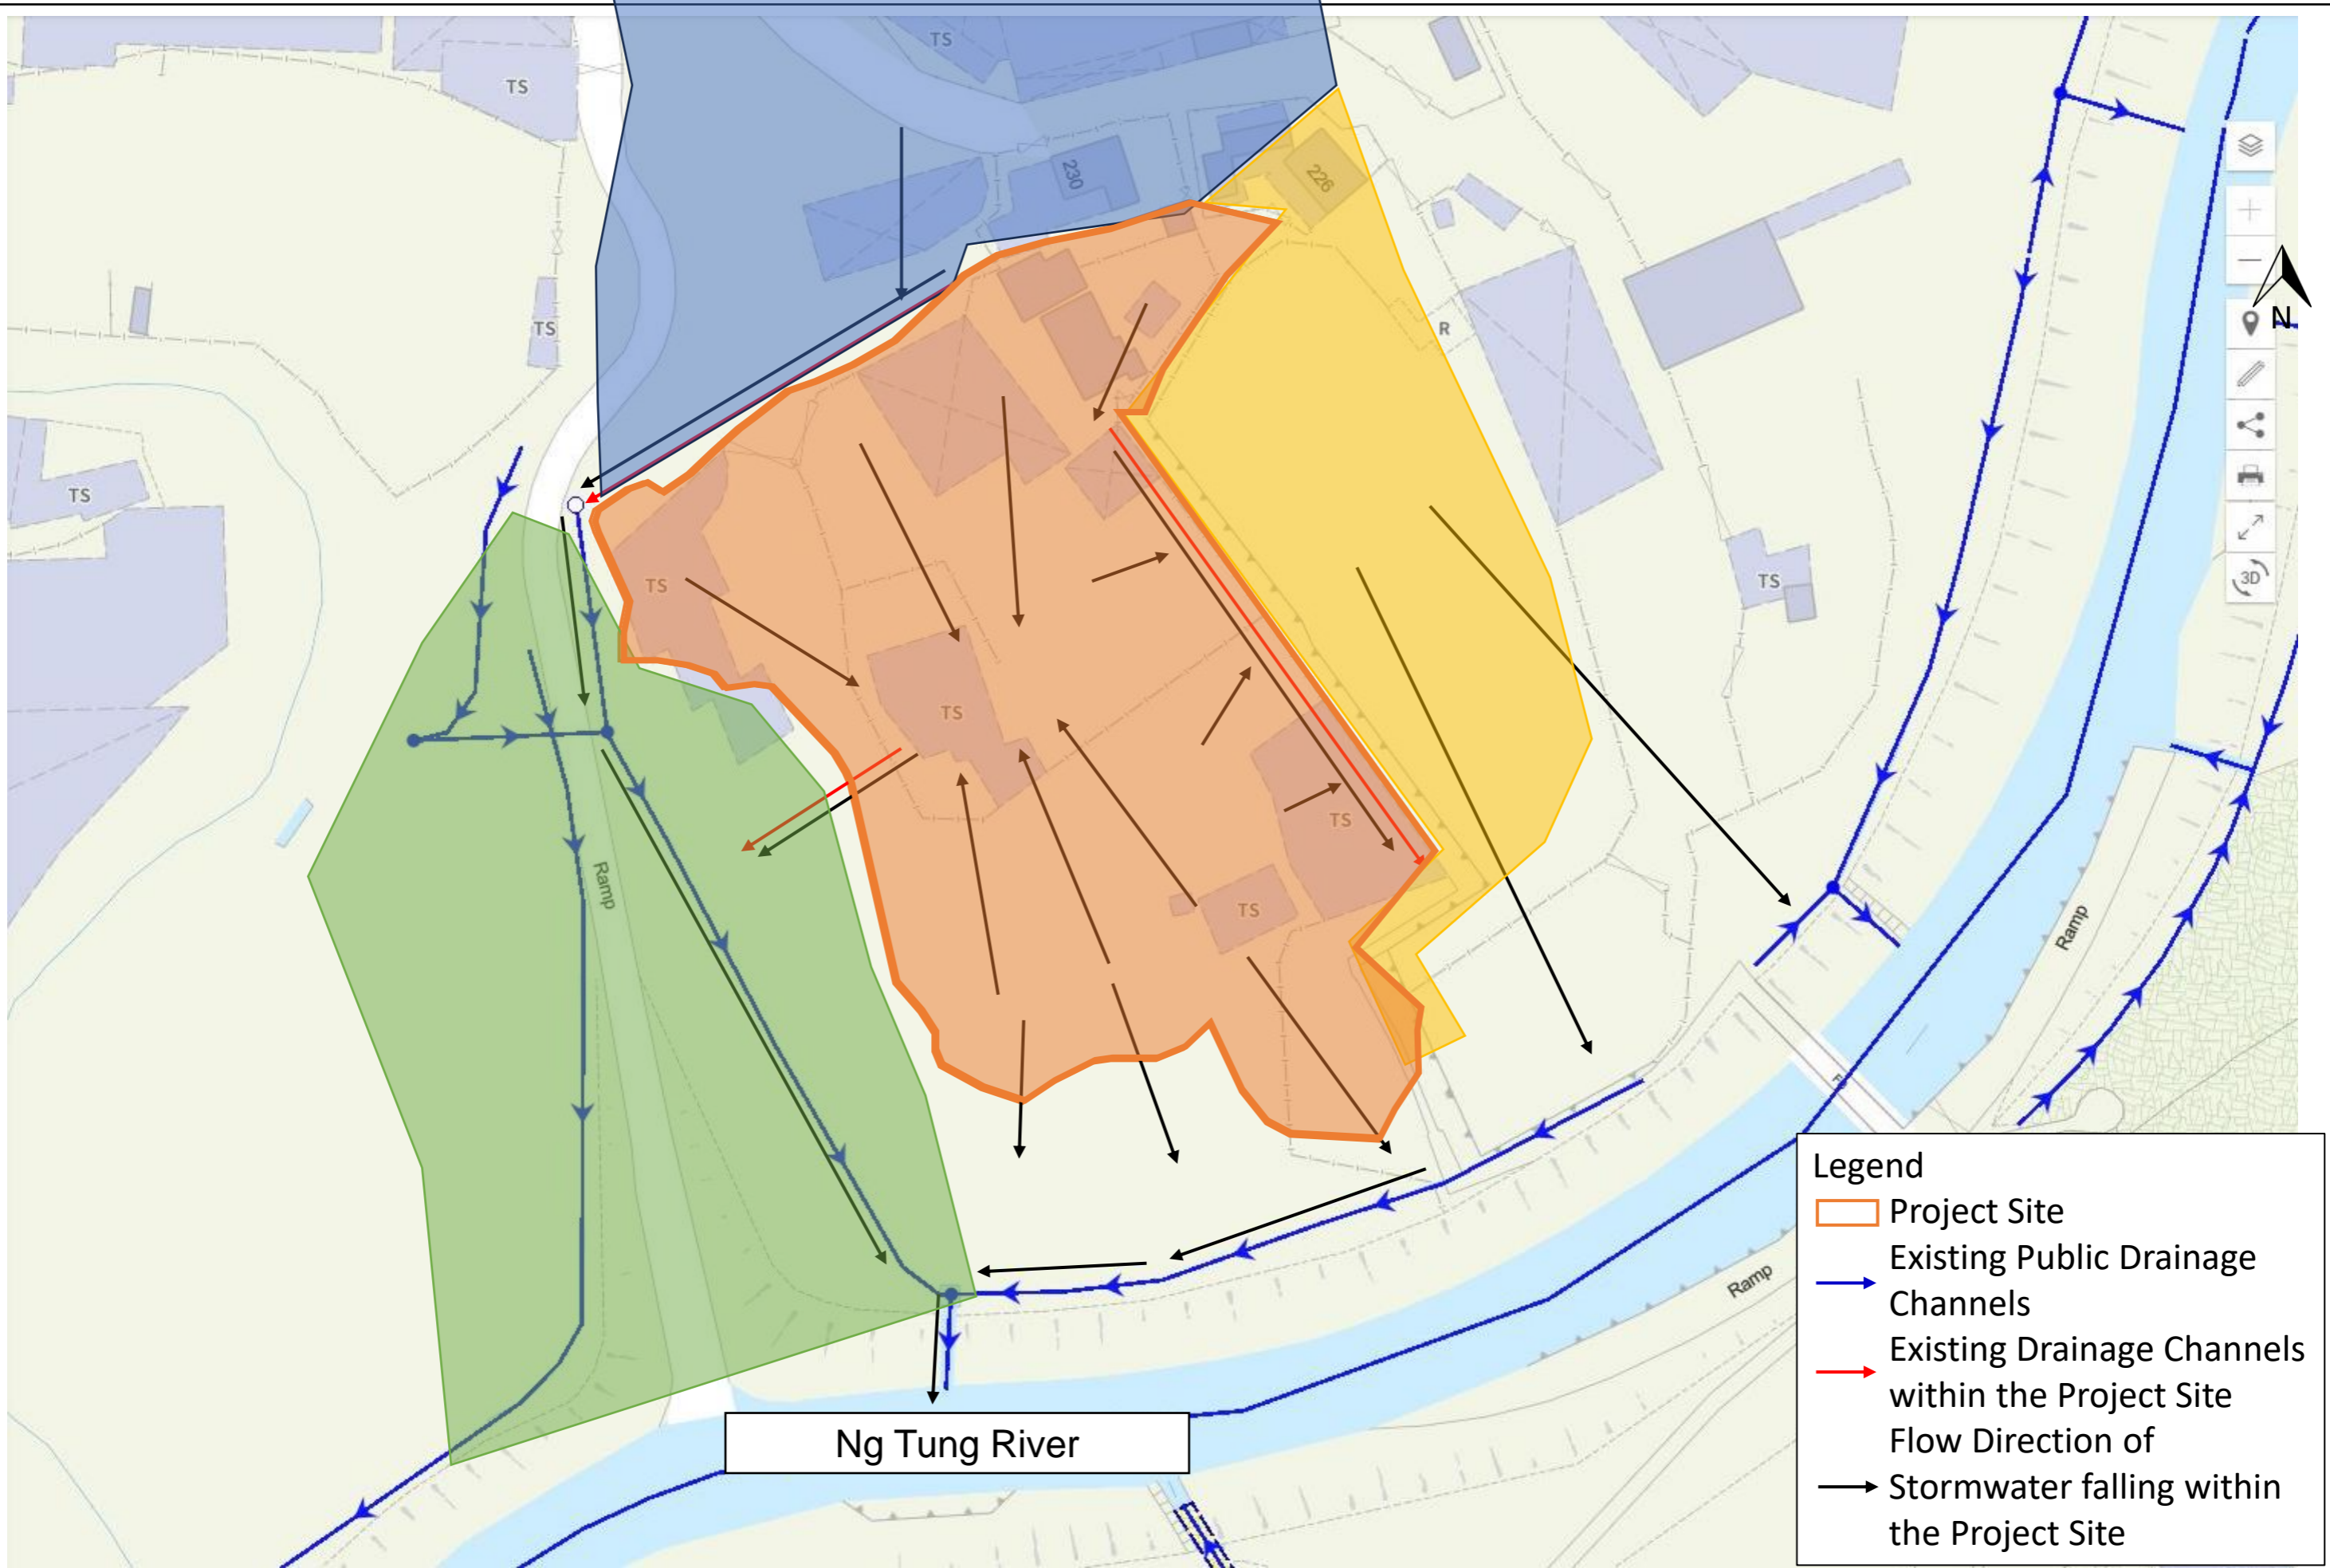 TS
TS
230
226
N
R
TS
TS
3D
TS
TS
TS
TS
TS
Ramp
Ramp
Ramp
Ng Tung River
Legend
Project Site
Existing Public Drainage
Channels
Existing Drainage Channels
within the Project Site
Flow Direction of
Stormwater falling within
the Project Site